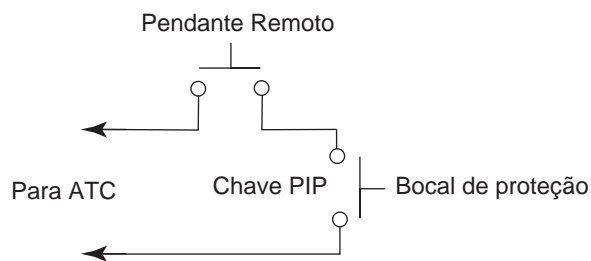 Pendante Remoto
Para ATC
Chave PIP
Bocal de proteção